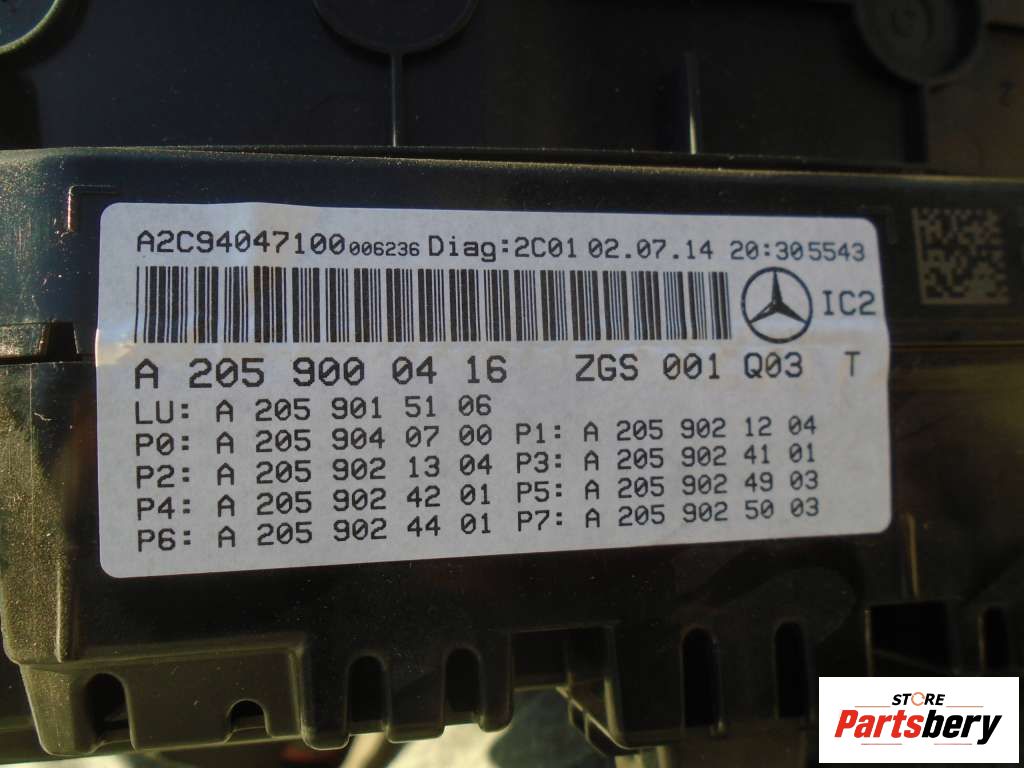 A2C94047100006236 Diag:2C01 02.07.14 20:305543
IC2
A 205 900 04 16 ZGS 001 Q03 T
LU: A 205 901 51 06
P0: A 205 904 07 00 P1: A 205 902 12 04
P2: A 205 902 13 04 P3: A 205 902 41 01
P4: A 205 902 42 01 P5: A 205 902 49 03
P6: A 205 902 44 01 P7: A 205 902 50 03
STORE
Partsbery